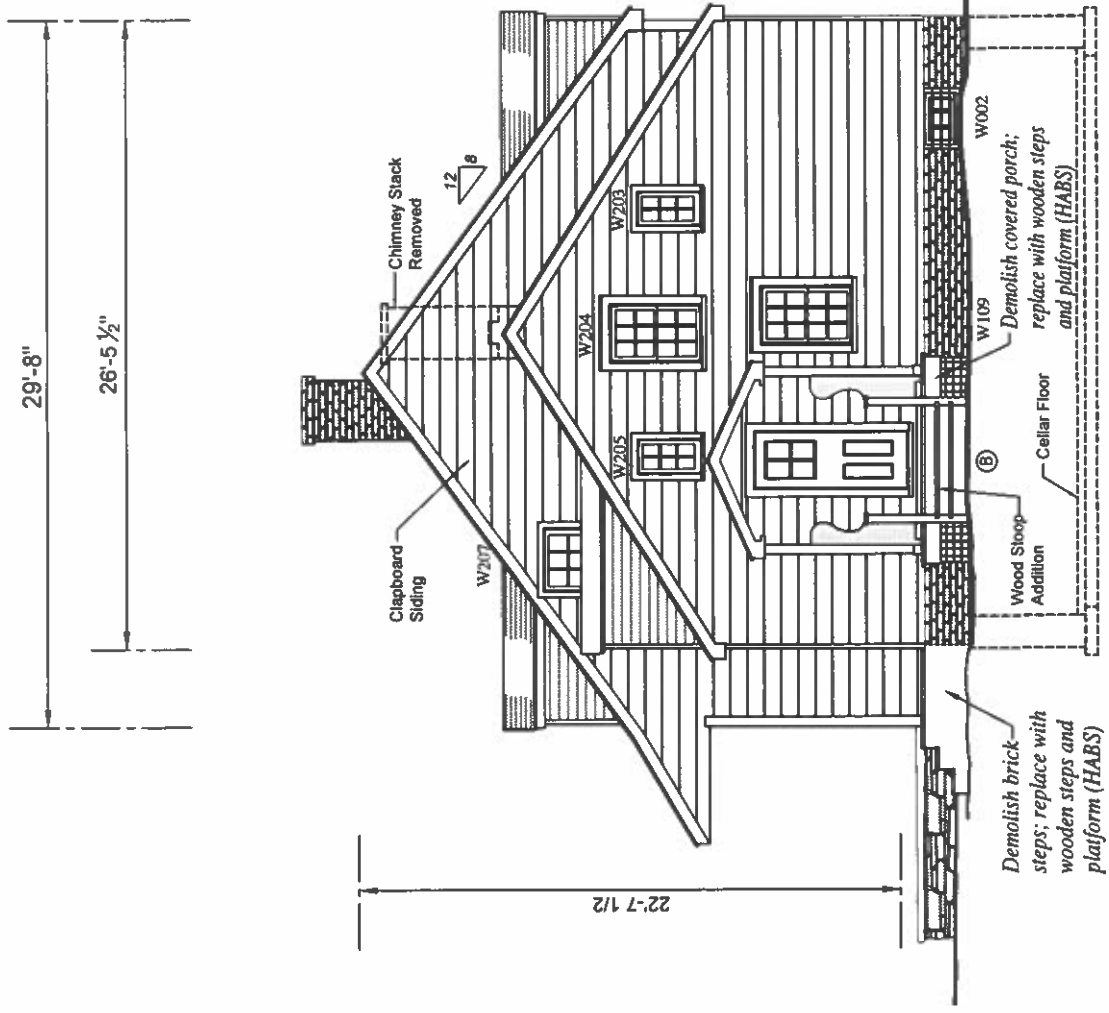 29'-8"
26'-5 ½"
Chimney Stack
Removed
12
8
Clapboard
Siding
W207
W203
W204
W205
22'-7 1/2
W002
W109
Demolish covered porch;
replace with wooden steps
and platform (HABS)
B
Cellar Floor
Wood Stoop
Addition
Demolish brick
steps; replace with
wooden steps and
platform (HABS)